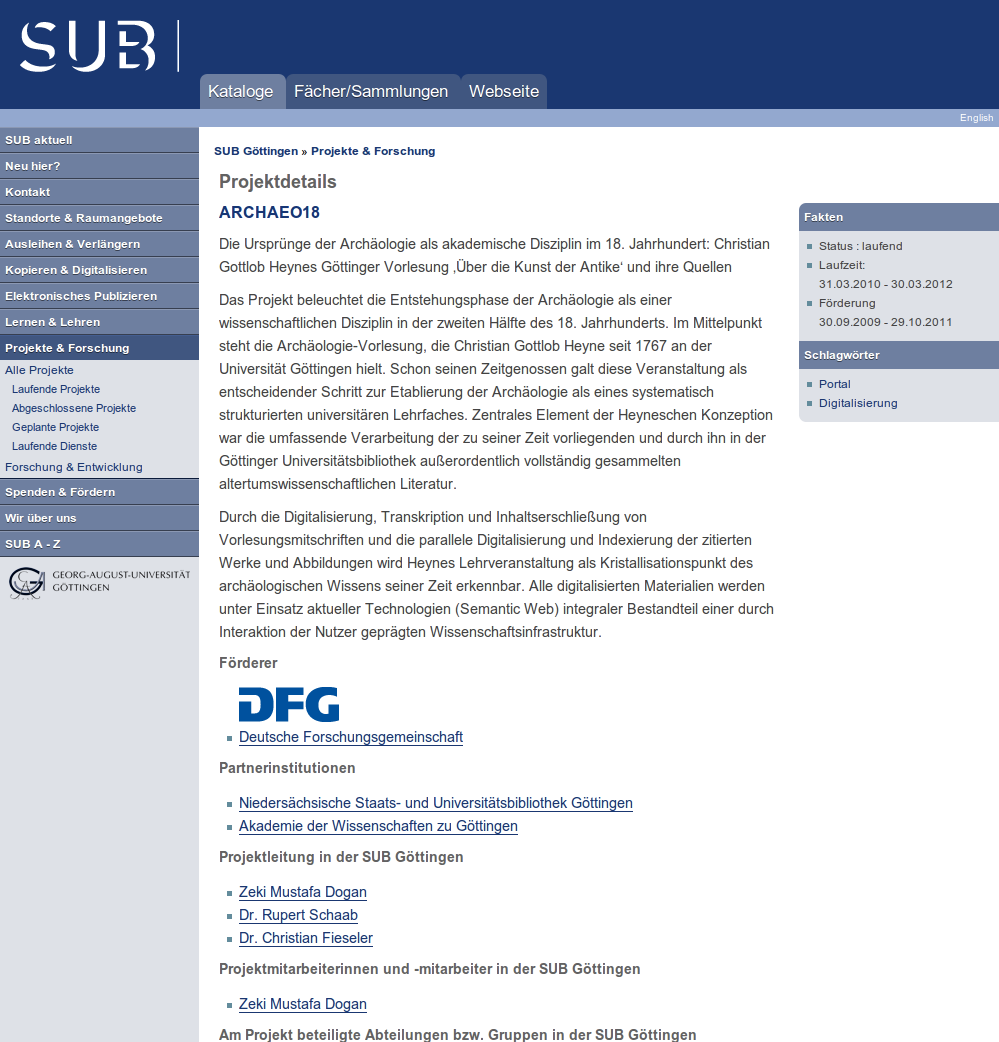 SUB
Kataloge
Fächer/Sammlungen
Webseite
English
SUB aktuell
Neu hier?
Kontakt
Standorte & Raumangebote
Ausleihen & Verlängern
Kopieren & Digitalisieren
Elektronisches Publizieren
Lernen & Lehren
Projekte & Forschung
Alle Projekte
Laufende Projekte
Abgeschlossene Projekte
Geplante Projekte
Laufende Dienste
Forschung & Entwicklung
Spenden & Fördern
Wir über uns
SUB A - Z
GEORG-AUGUST-UNIVERSITÄT
GÖTTINGEN
SUB Göttingen » Projekte & Forschung
Projektdetails
ARCHAEO18
Die Ursprünge der Archäologie als akademische Disziplin im 18. Jahrhundert: Christian
Gottlob Heynes Göttinger Vorlesung ‚Über die Kunst der Antike‘ und ihre Quellen
Das Projekt beleuchtet die Entstehungsphase der Archäologie als einer
wissenschaftlichen Disziplin in der zweiten Hälfte des 18. Jahrhunderts. Im Mittelpunkt
steht die Archäologie-Vorlesung, die Christian Gottlob Heyne seit 1767 an der
Universität Göttingen hielt. Schon seinen Zeitgenossen galt diese Veranstaltung als
entscheidender Schritt zur Etablierung der Archäologie als eines systematisch
strukturierten universitären Lehrfaches. Zentrales Element der Heyneschen Konzeption
war die umfassende Verarbeitung der zu seiner Zeit vorliegenden und durch ihn in der
Göttinger Universitätsbibliothek außerordentlich vollständig gesammelten
altertumswissenschaftlichen Literatur.
Durch die Digitalisierung, Transkription und Inhaltserschließung von
Vorlesungsmitschriften und die parallele Digitalisierung und Indexierung der zitierten
Werke und Abbildungen wird Heynes Lehrveranstaltung als Kristallisationspunkt des
archäologischen Wissens seiner Zeit erkennbar. Alle digitalisierten Materialien werden
unter Einsatz aktueller Technologien (Semantic Web) integraler Bestandteil einer durch
Interaktion der Nutzer geprägten Wissenschaftsinfrastruktur.
Förderer
DFG
Deutsche Forschungsgemeinschaft
Partnerinstitutionen
Niedersächsische Staats- und Universitätsbibliothek Göttingen
Akademie der Wissenschaften zu Göttingen
Projektleitung in der SUB Göttingen
Zeki Mustafa Dogan
Dr. Rupert Schaab
Dr. Christian Fieseler
Projektmitarbeiterinnen und -mitarbeiter in der SUB Göttingen
Zeki Mustafa Dogan
Am Projekt beteiligte Abteilungen bzw. Gruppen in der SUB Göttingen
Fakten
Status : laufend
Laufzeit:
31.03.2010 - 30.03.2012
Förderung
30.09.2009 - 29.10.2011
Schlagwörter
Portal
Digitalisierung